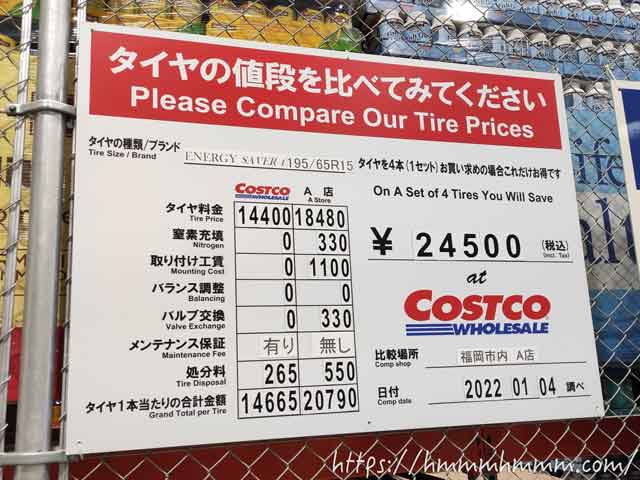 タイヤの値段を比べてみてください
Please Compare Our Tire Prices
タイヤの種類/ブランド
Tire Size / Brand
ENERGY SAVER 4 195/65R15
タイヤを4本(1セット)お買い求めの場合これだけお得です
On A Set of 4 Tires You Will Save
COSTCO WHOLESALE
A 店
A Store
タイヤ料金
Tire Price
14400 18480
窒素充填
Nitrogen
0 330
取り付け工賃
Mounting Cost
0 1100
バランス調整
Balancing
0 0
バルブ交換
Valve Exchange
0 330
メンテナンス保証
Maintenance Fee
有り 無し
処分料
Tire Disposal
265 550
タイヤ1本当たりの合計金額
Grand Total per Tire
14665 20790
¥ 24500 (税込)
(incl. Tax)
at
COSTCO
WHOLESALE
比較場所
Comp shop
福岡市内 A店
日付
Comp date
2022 01 04 調べ
https://hmmmhmmm.com/